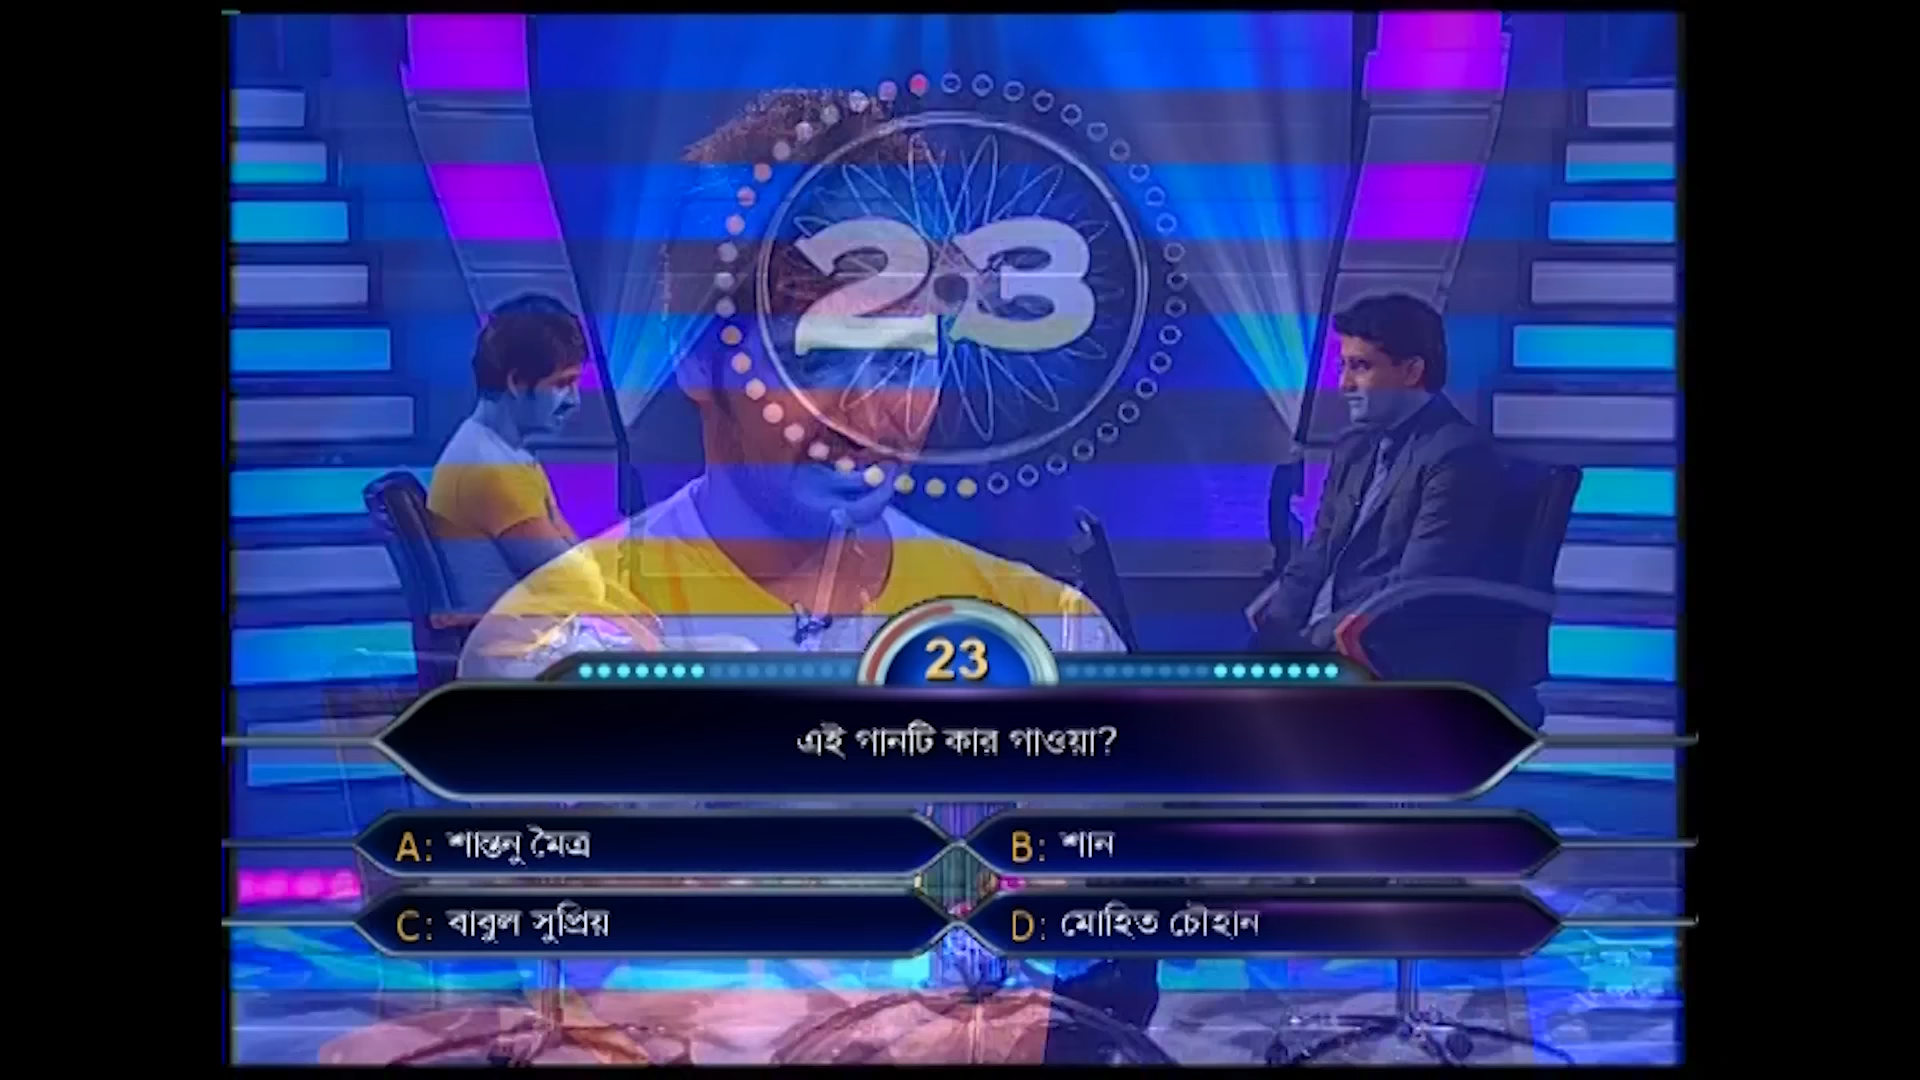 23
23
এই গানটি কার গাওয়া?
A: শান্তনু মৈত্র
B: শান
C: বাবুল সুপ্রিয়
D: মোহিত চৌহান